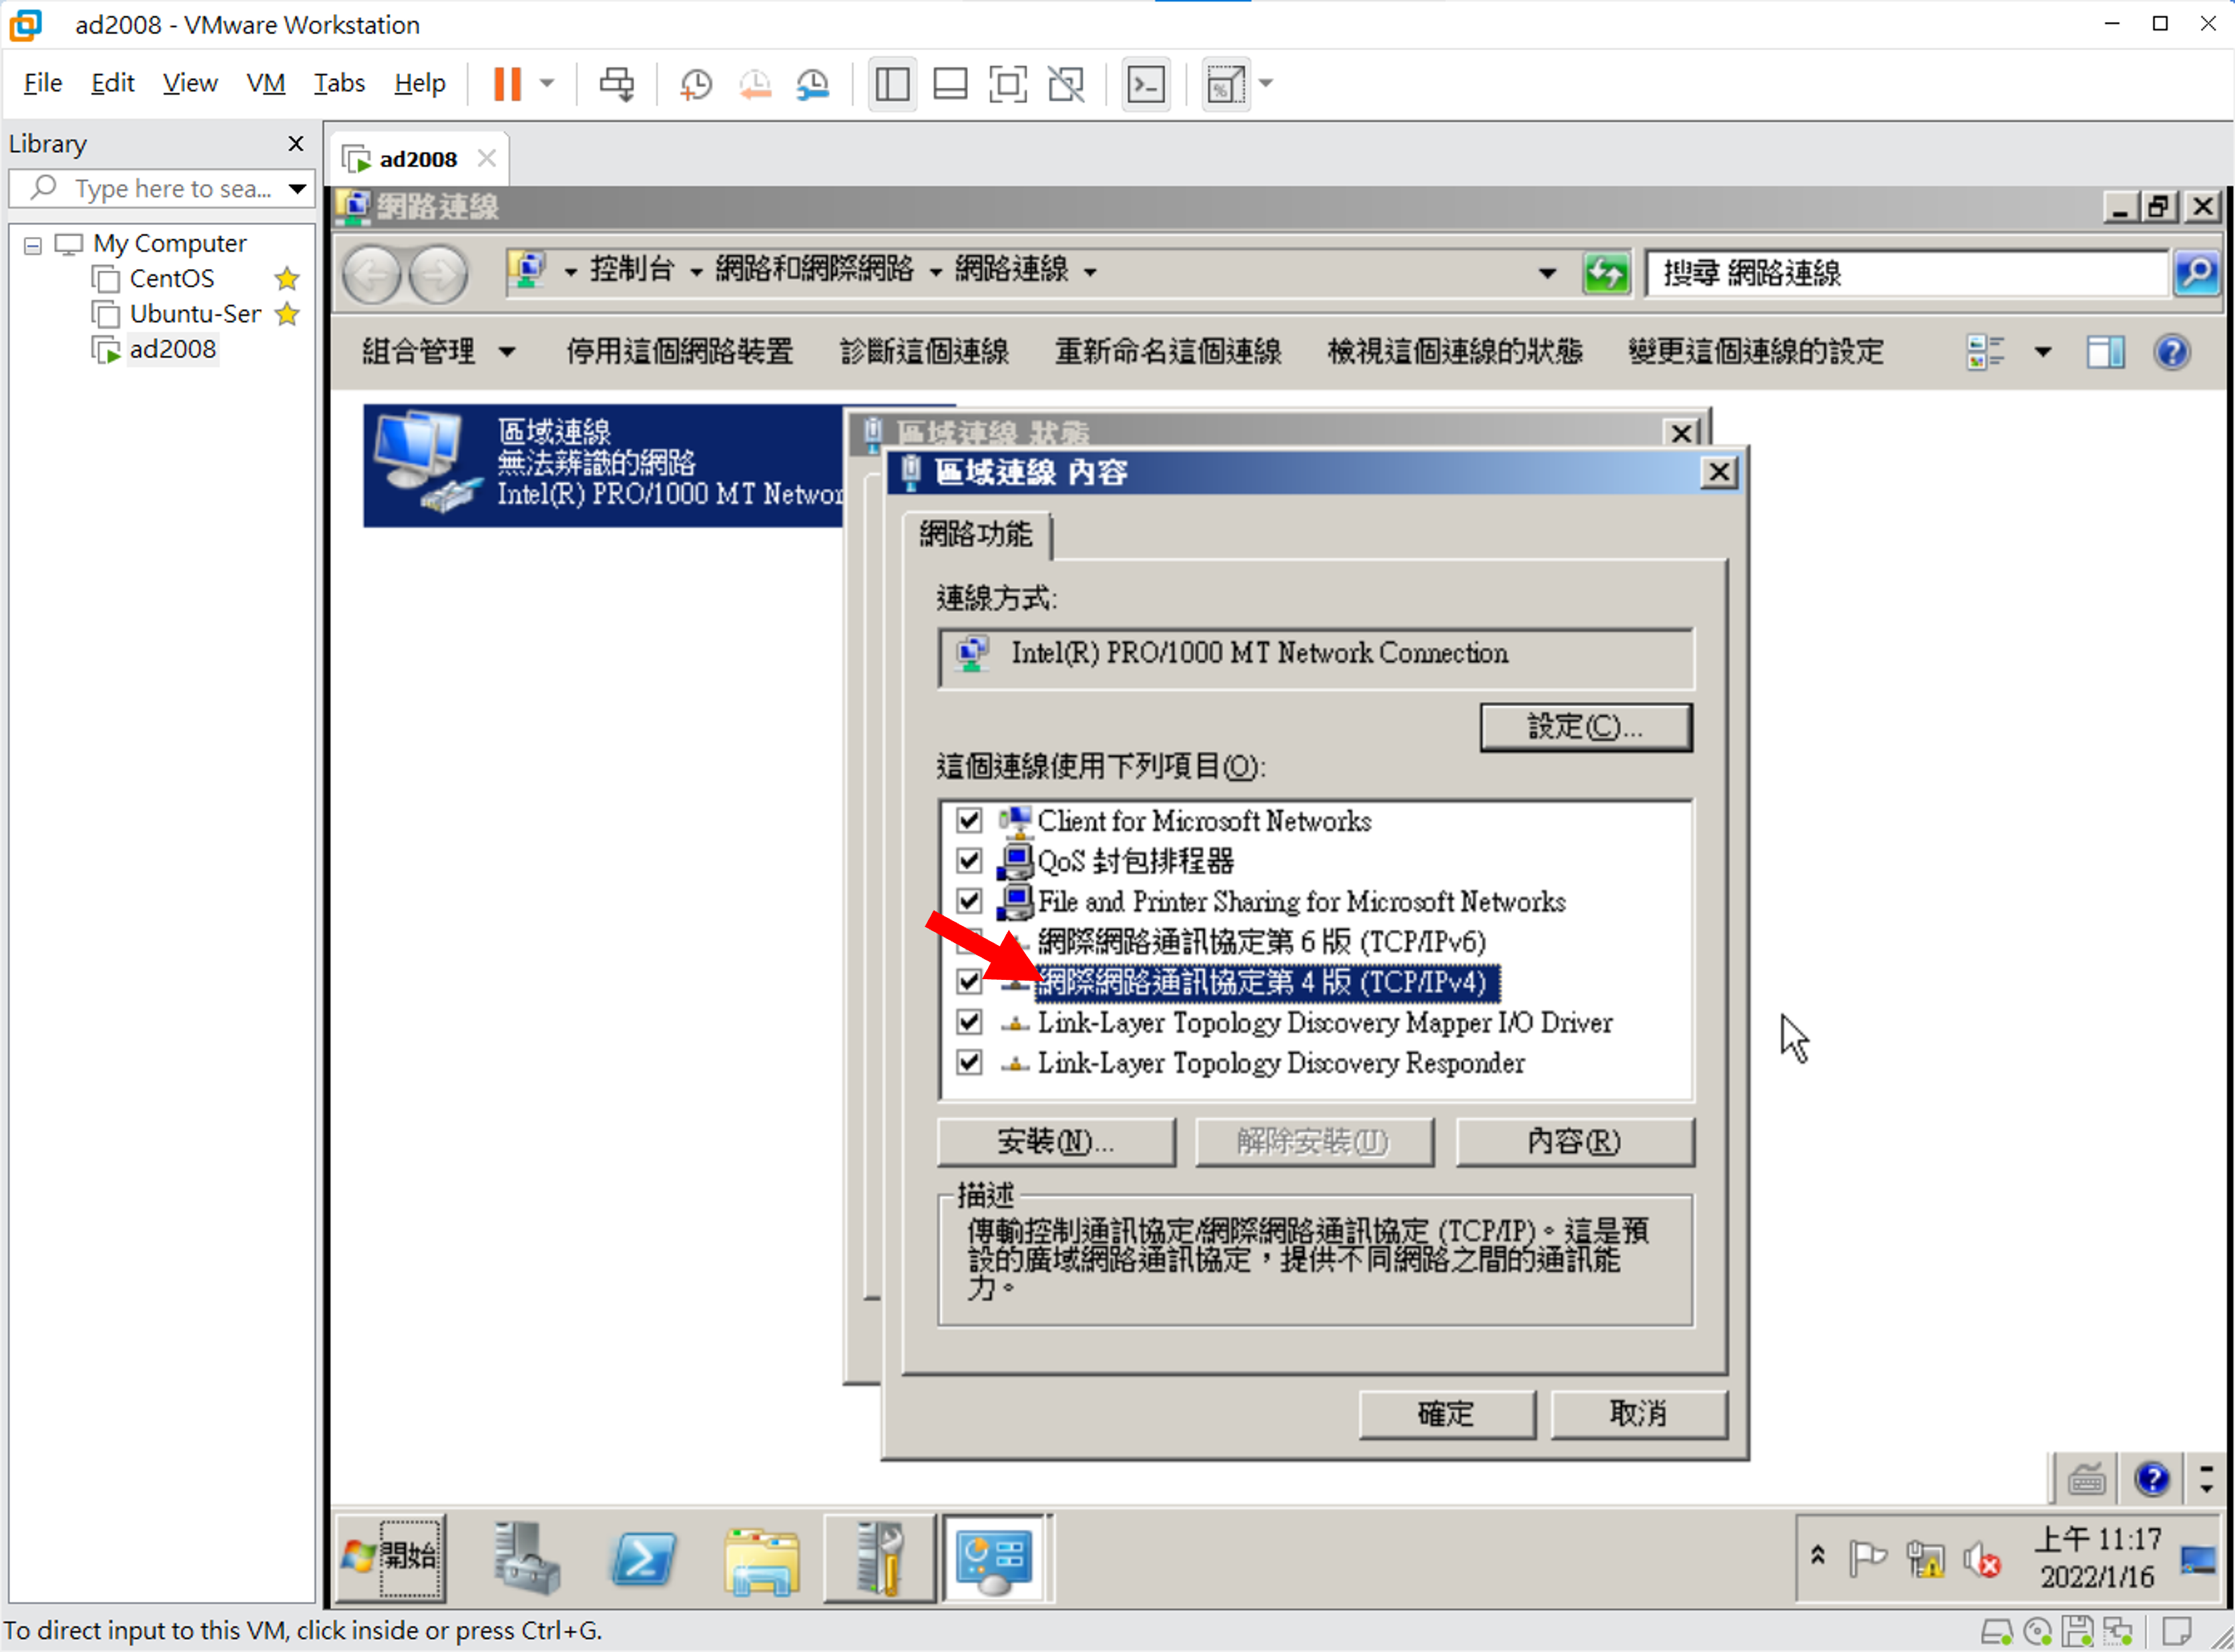 ad2008 - VMware Workstation
File Edit View VM Tabs Help
Library
Type here to sea...
My Computer
CentOS
Ubuntu-Ser
ad2008
ad2008
網路連線
控制台 網路和網際網路 網路連線
搜尋 網路連線
組合管理 停用這個網路裝置 診斷這個連線 重新命名這個連線 檢視這個連線的狀態 變更這個連線的設定
區域連線
無法辨識的網路
Intel(R) PRO/1000 MT Networ
區域連線 狀態
區域連線 內容
網路功能
連線方式:
Intel(R) PRO/1000 MT Network Connection
設定(C)...
這個連線使用下列項目(O):
Client for Microsoft Networks
QoS 封包排程器
File and Printer Sharing for Microsoft Networks
網際網路通訊協定第 6 版 (TCP/IPv6)
網際網路通訊協定第 4 版 (TCP/IPv4)
Link-Layer Topology Discovery Mapper I/O Driver
Link-Layer Topology Discovery Responder
安裝(N)... 解除安裝(U) 內容(R)
描述
傳輸控制通訊協定/網際網路通訊協定 (TCP/IP)。這是預
設的廣域網路通訊協定，提供不同網路之間的通訊能
力。
確定 取消
開始
上午 11:17
2022/1/16
To direct input to this VM, click inside or press Ctrl+G.